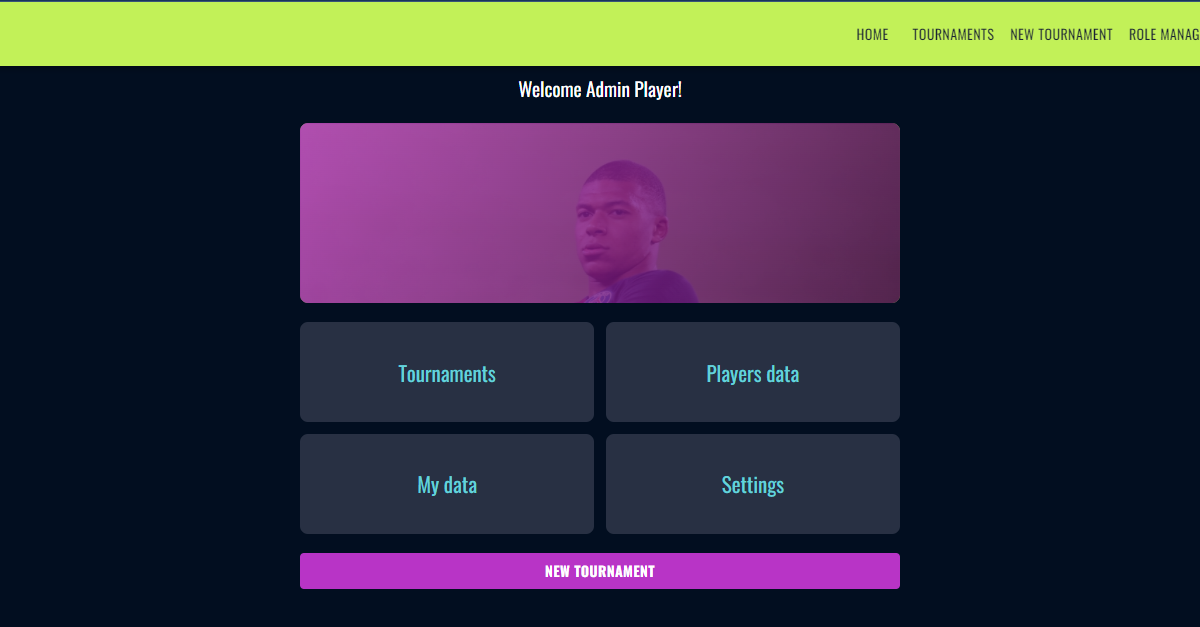 HOME TOURNAMENTS NEW TOURNAMENT ROLE MANAG
Welcome Admin Player!
Tournaments Players data
My data Settings
NEW TOURNAMENT